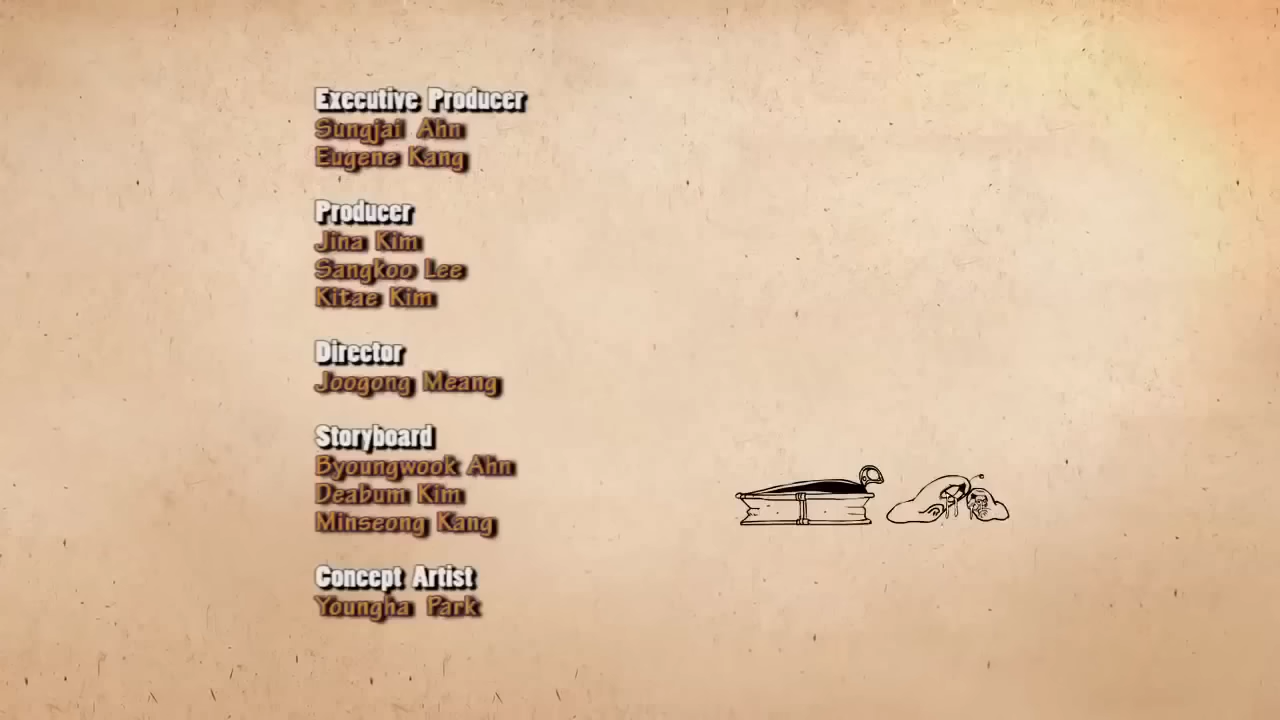 Executive Producer
Sungjai Ahn
Eugene Kang
Producer
Jina Kim
Sangkoo Lee
Kitae Kim
Director
Joogong Meang
Storyboard
Byoungwook Ahn
Deabum Kim
Minseong Kang
Concept Artist
Youngha Park